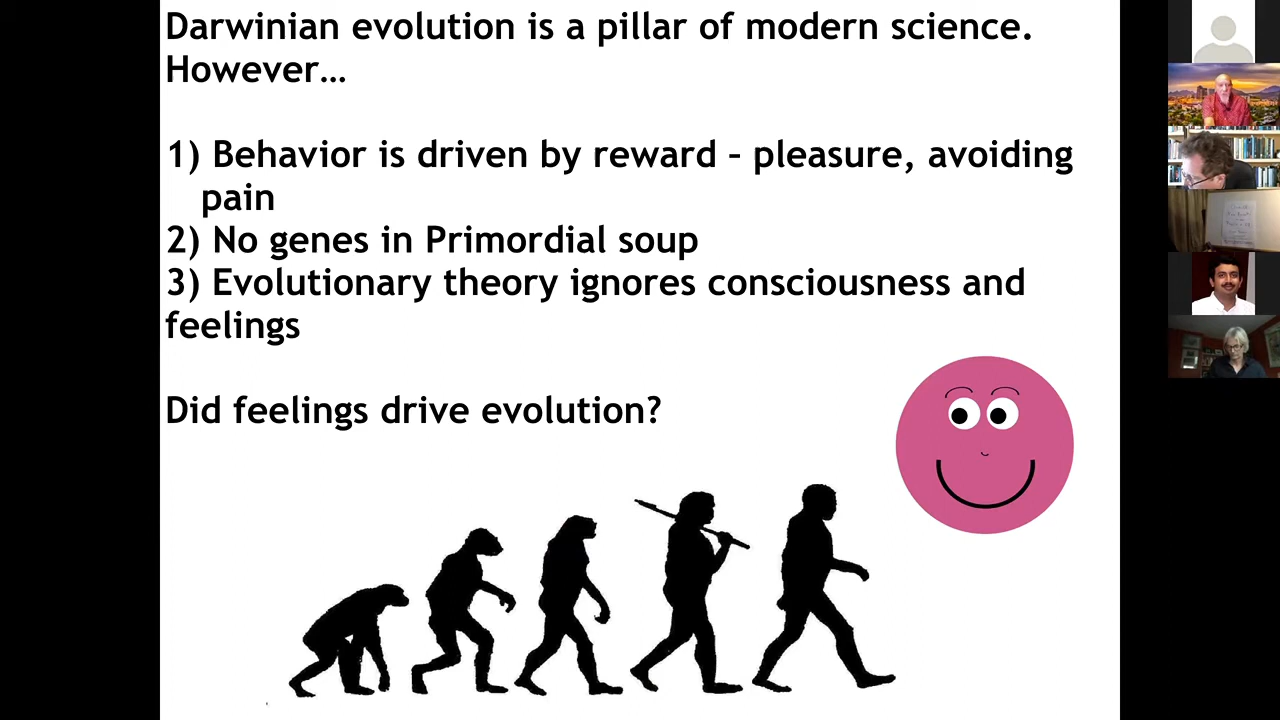 Darwinian evolution is a pillar of modern science.
However…
1) Behavior is driven by reward – pleasure, avoiding
pain
2) No genes in Primordial soup
3) Evolutionary theory ignores consciousness and
feelings
Did feelings drive evolution?